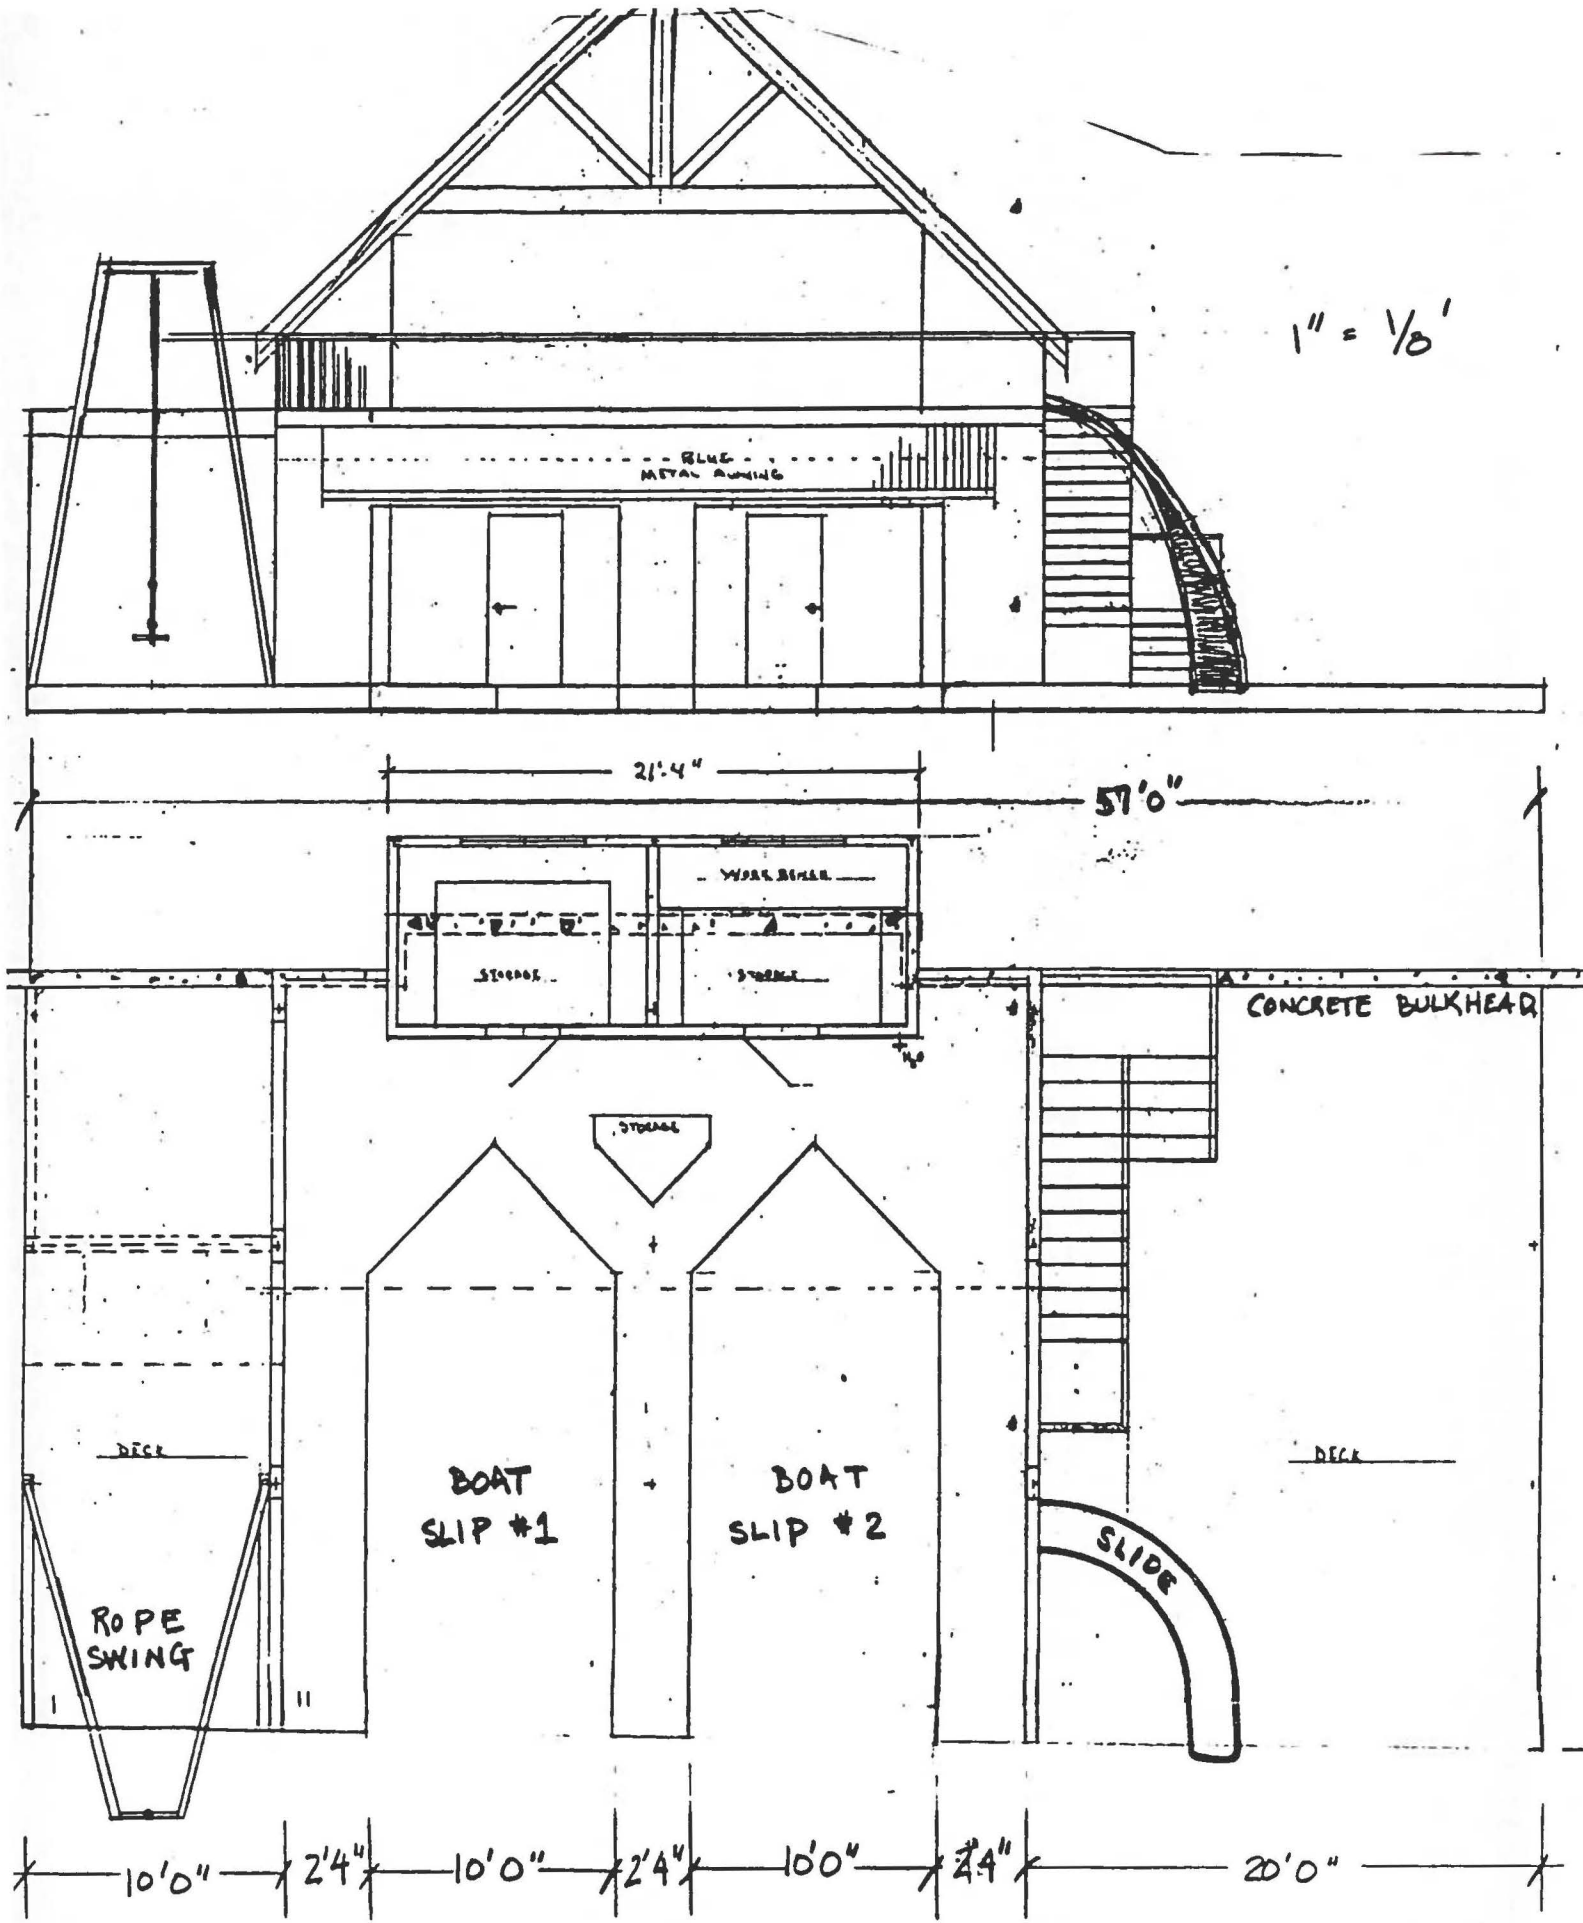 1" = 1/8'
BLUE
METAL AWNING
21'-4"
57'0"
WORK BENCH
STORAGE
STORAGE
CONCRETE BULKHEAD
H2O
STORAGE
DECK
DECK
BOAT
SLIP #1
BOAT
SLIP #2
SLIDE
ROPE
SWING
10'0"
2'4"
10'0"
2'4"
10'0"
2'4"
20'0"